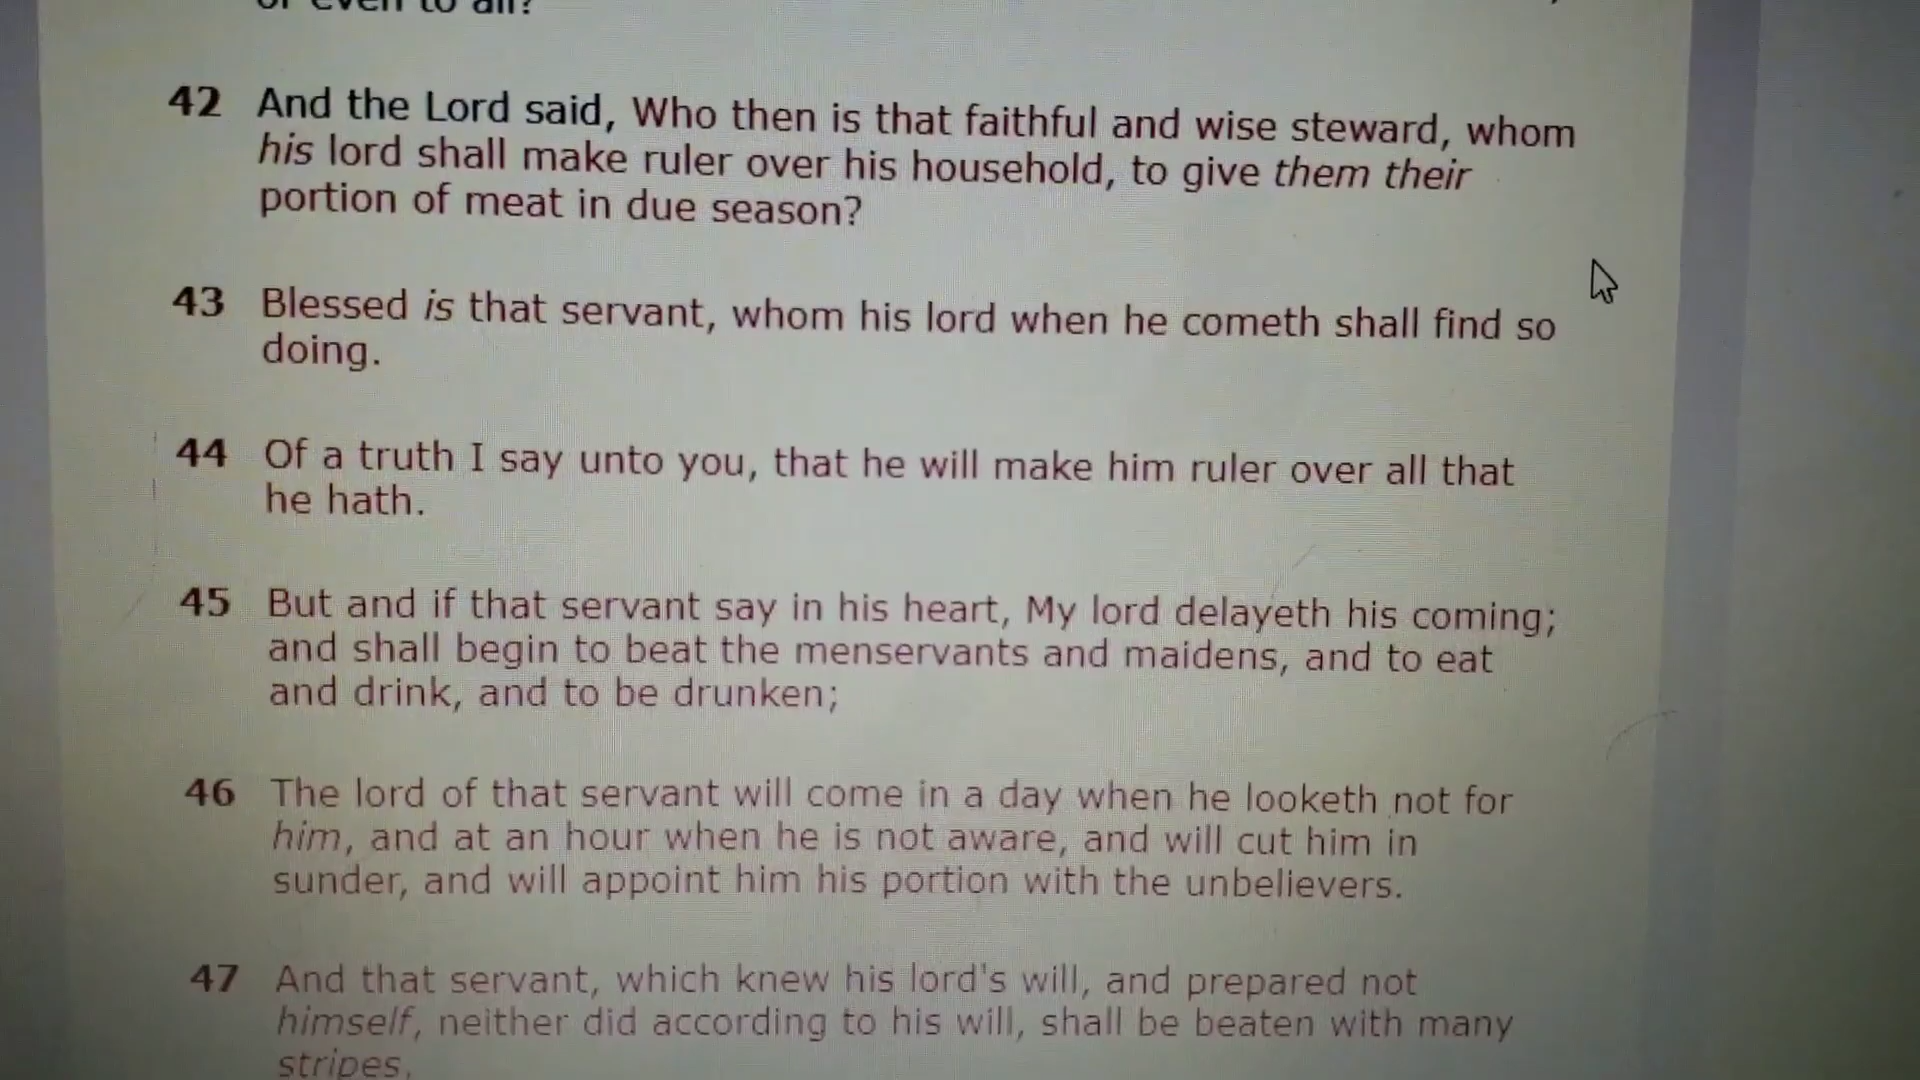 or even to all?
42 And the Lord said, Who then is that faithful and wise steward, whom
his lord shall make ruler over his household, to give them their
portion of meat in due season?
43 Blessed is that servant, whom his lord when he cometh shall find so
doing.
44 Of a truth I say unto you, that he will make him ruler over all that
he hath.
45 But and if that servant say in his heart, My lord delayeth his coming;
and shall begin to beat the menservants and maidens, and to eat
and drink, and to be drunken;
46 The lord of that servant will come in a day when he looketh not for
him, and at an hour when he is not aware, and will cut him in
sunder, and will appoint him his portion with the unbelievers.
47 And that servant, which knew his lord's will, and prepared not
himself, neither did according to his will, shall be beaten with many
stripes.